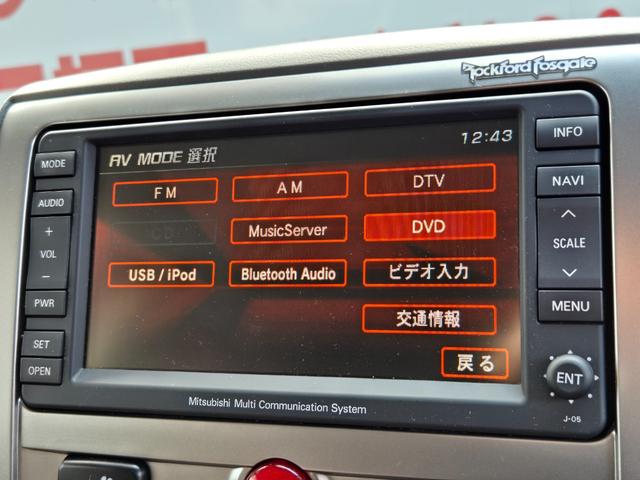 Rockford Fosgate
MODE
AUDIO
+
VOL
−
PWR
SET
OPEN
AV MODE 選択
12:43
FM
AM
DTV
CD
MusicServer
DVD
USB / iPod
Bluetooth Audio
ビデオ入力
交通情報
戻る
INFO
NAVI
SCALE
MENU
ENT
J-05
Mitsubishi Multi Communication System